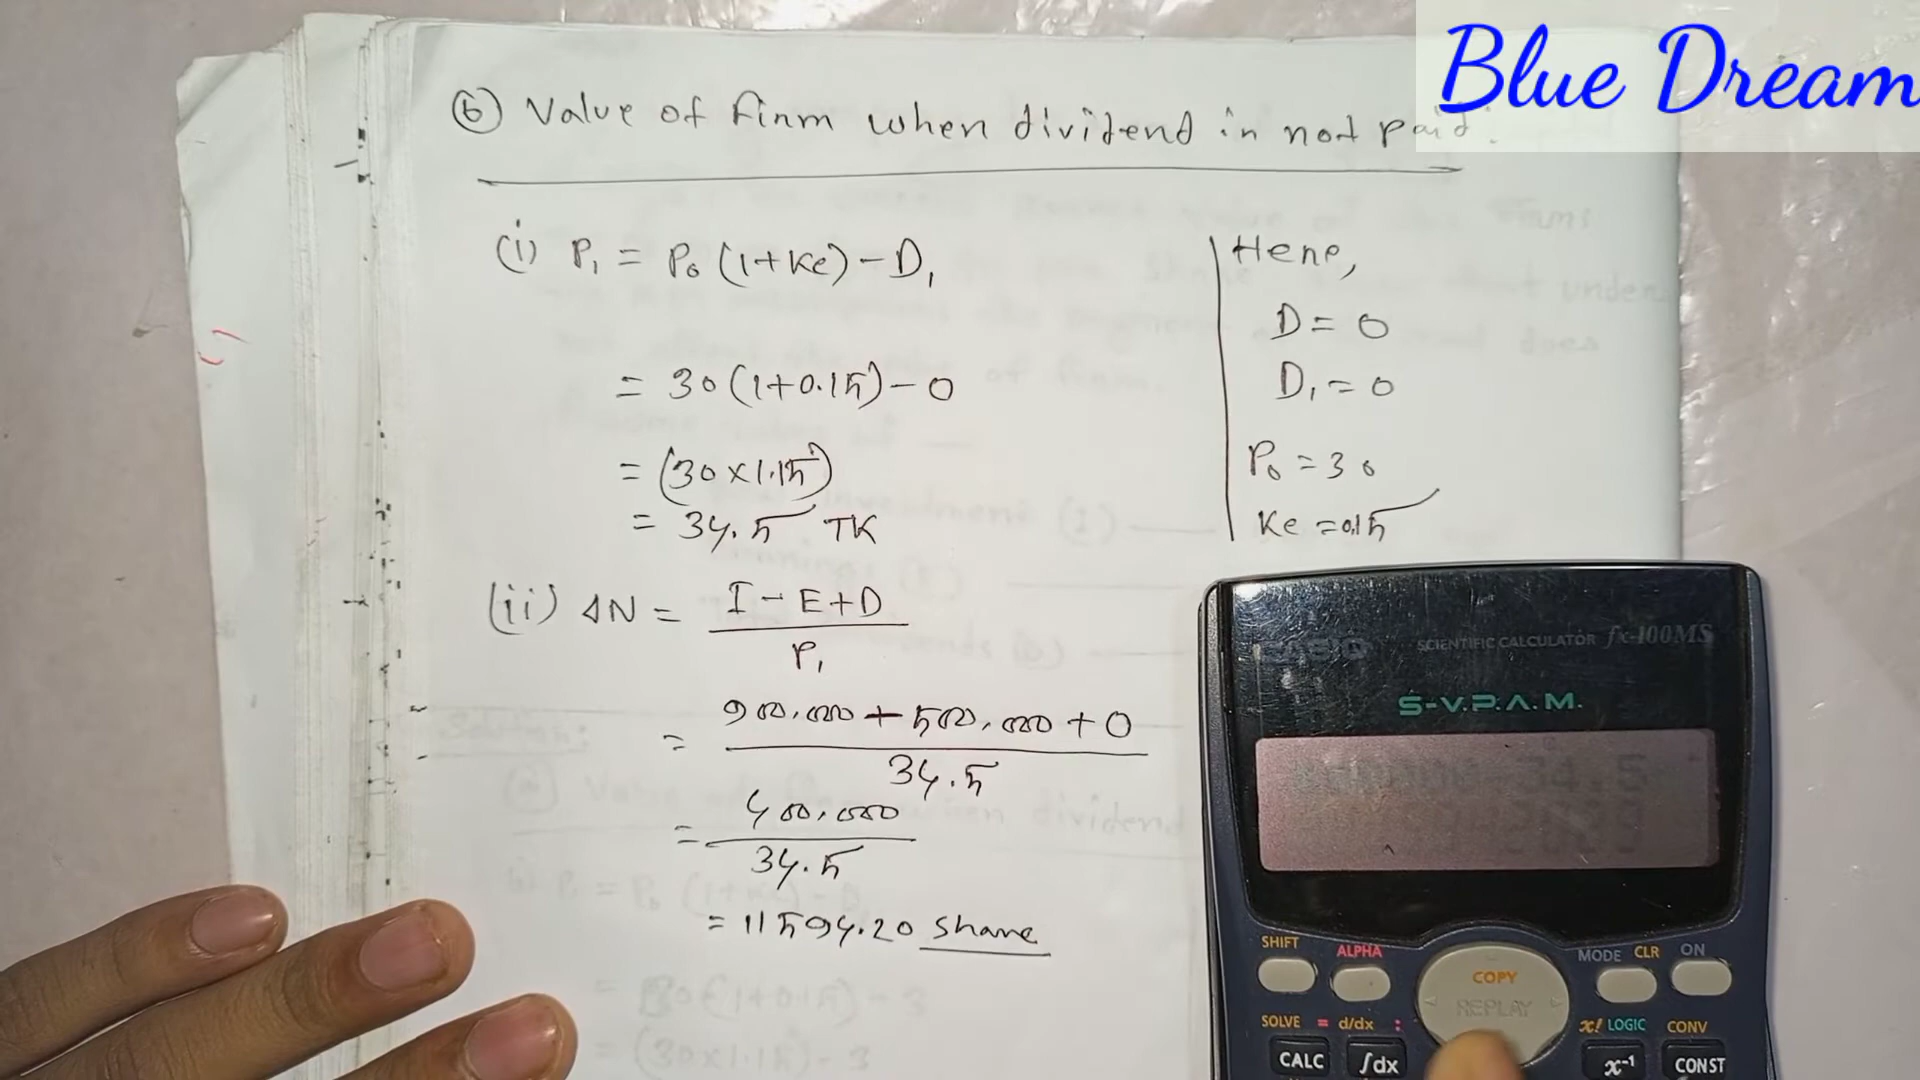 Blue Dream
(b) Value of firm when dividend in not paid:
(i) P₁ = P₀ (1+Ke) - D₁
= 30 (1+0.15) - 0
= (30 × 1.15)
= 34.5 TK
Here,
D = 0
D₁ = 0
P₀ = 30
Ke = 0.15
(ii) ΔN = I - E + D
P₁
= 900,000 + 500,000 + 0
34.5
= 400,000
34.5
= 11594.20 share
SCIENTIFIC CALCULATOR fx-100MS
S-V.P.A.M.
SHIFT ALPHA COPY MODE CLR ON
REPLAY
SOLVE = d/dx : x! LOGIC CONV
CALC ∫dx x⁻¹ CONST